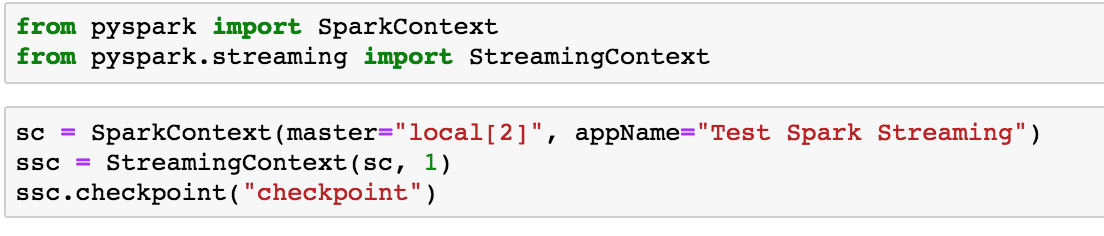 from pyspark import SparkContext
from pyspark.streaming import StreamingContext
sc = SparkContext(master="local[2]", appName="Test Spark Streaming")
ssc = StreamingContext(sc, 1)
ssc.checkpoint("checkpoint")